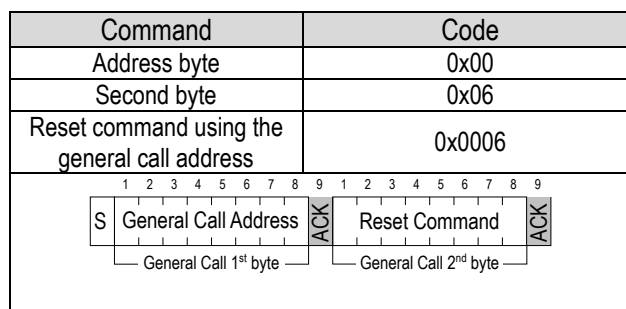 Command Code
Address byte 0x00
Second byte 0x06
Reset command using the
general call address 0x0006
1 2 3 4 5 6 7 8 9 1 2 3 4 5 6 7 8 9
S General Call Address ACK Reset Command ACK
General Call 1st byte General Call 2nd byte